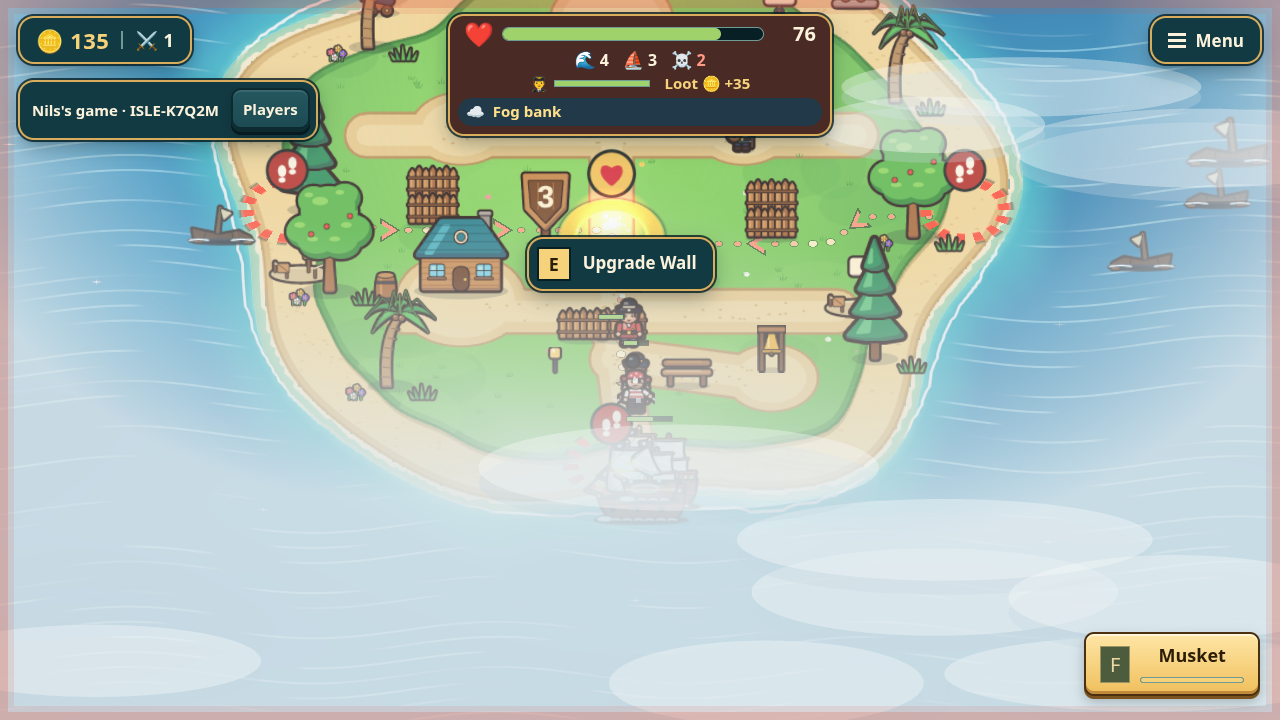 135
1
76
4
3
2
Loot +35
Fog bank
Menu
Nils's game · ISLE-K7Q2M
Players
3
E
Upgrade Wall
F
Musket